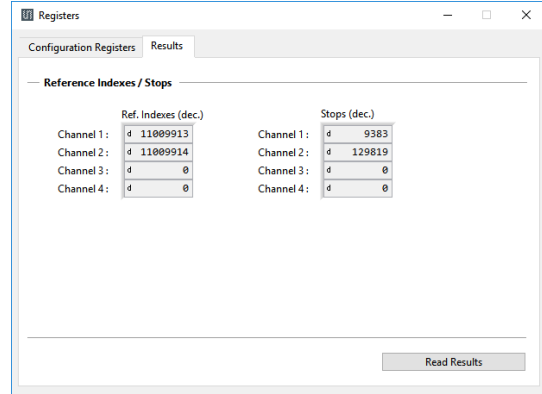 Registers
Configuration Registers Results
Reference Indexes / Stops
Ref. Indexes (dec.) Stops (dec.)
Channel 1 : d 11009913 Channel 1 : d 9383
Channel 2 : d 11009914 Channel 2 : d 129819
Channel 3 : d 0 Channel 3 : d 0
Channel 4 : d 0 Channel 4 : d 0
Read Results